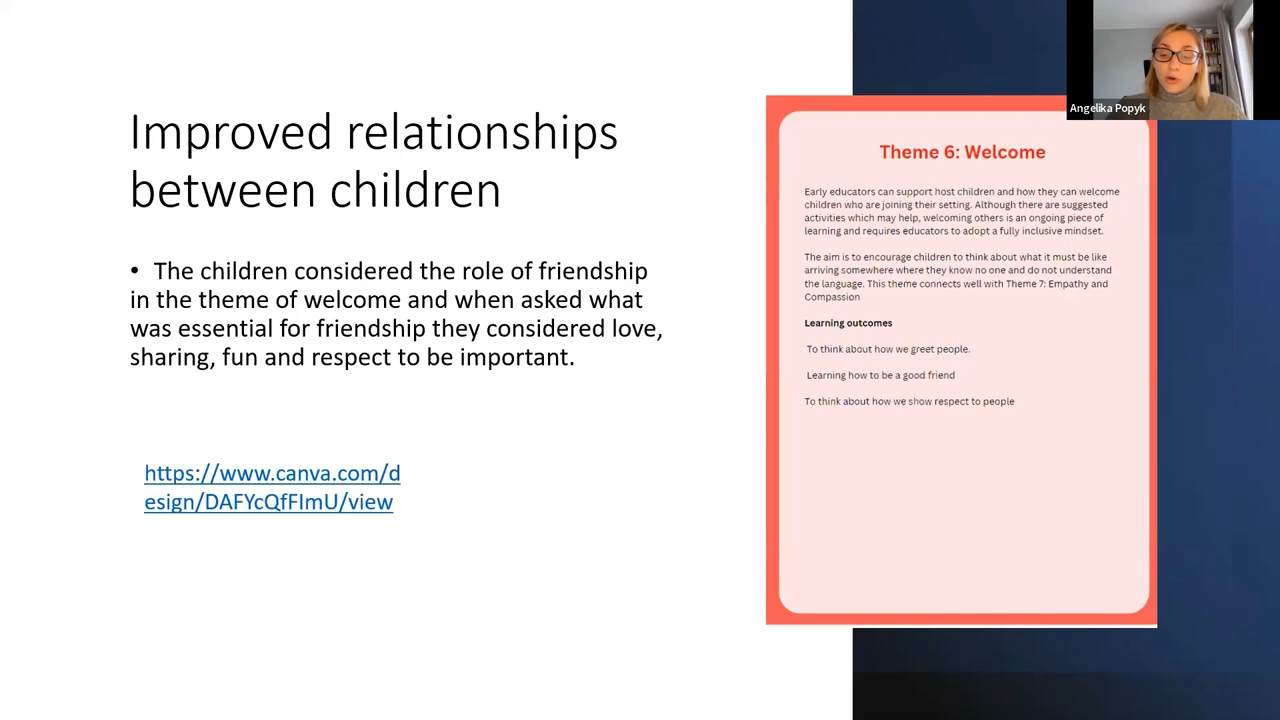 Improved relationships
between children
• The children considered the role of friendship
in the theme of welcome and when asked what
was essential for friendship they considered love,
sharing, fun and respect to be important.
https://www.canva.com/d
esign/DAFYcQfFImU/view
Angelika Popyk
Theme 6: Welcome
Early educators can support host children and how they can welcome
children who are joining their setting. Although there are suggested
activities which may help, welcoming others is an ongoing piece of
learning and requires educators to adopt a fully inclusive mindset.
The aim is to encourage children to think about what it must be like
arriving somewhere where they know no one and do not understand
the language. This theme connects well with Theme 7: Empathy and
Compassion
Learning outcomes
To think about how we greet people.
Learning how to be a good friend
To think about how we show respect to people